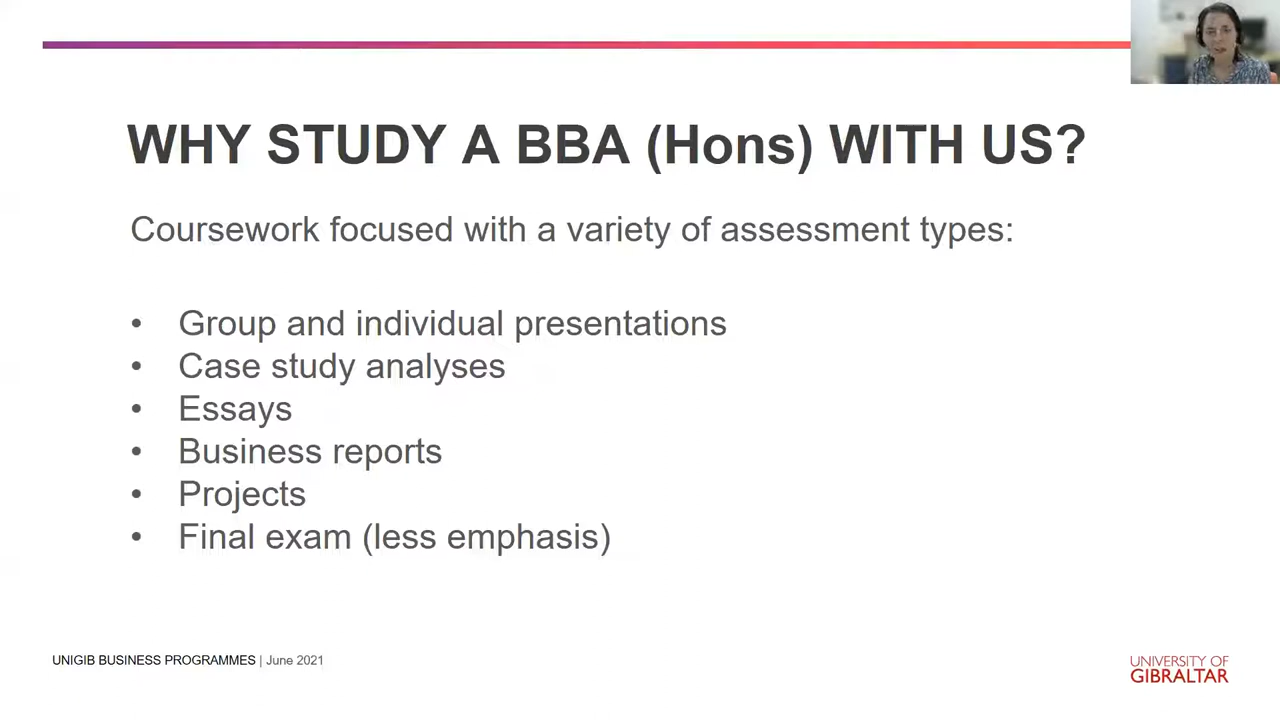 WHY STUDY A BBA (Hons) WITH US?
Coursework focused with a variety of assessment types:
• Group and individual presentations
• Case study analyses
• Essays
• Business reports
• Projects
• Final exam (less emphasis)
UNIGIB BUSINESS PROGRAMMES | June 2021
UNIVERSITY OF
GIBRALTAR